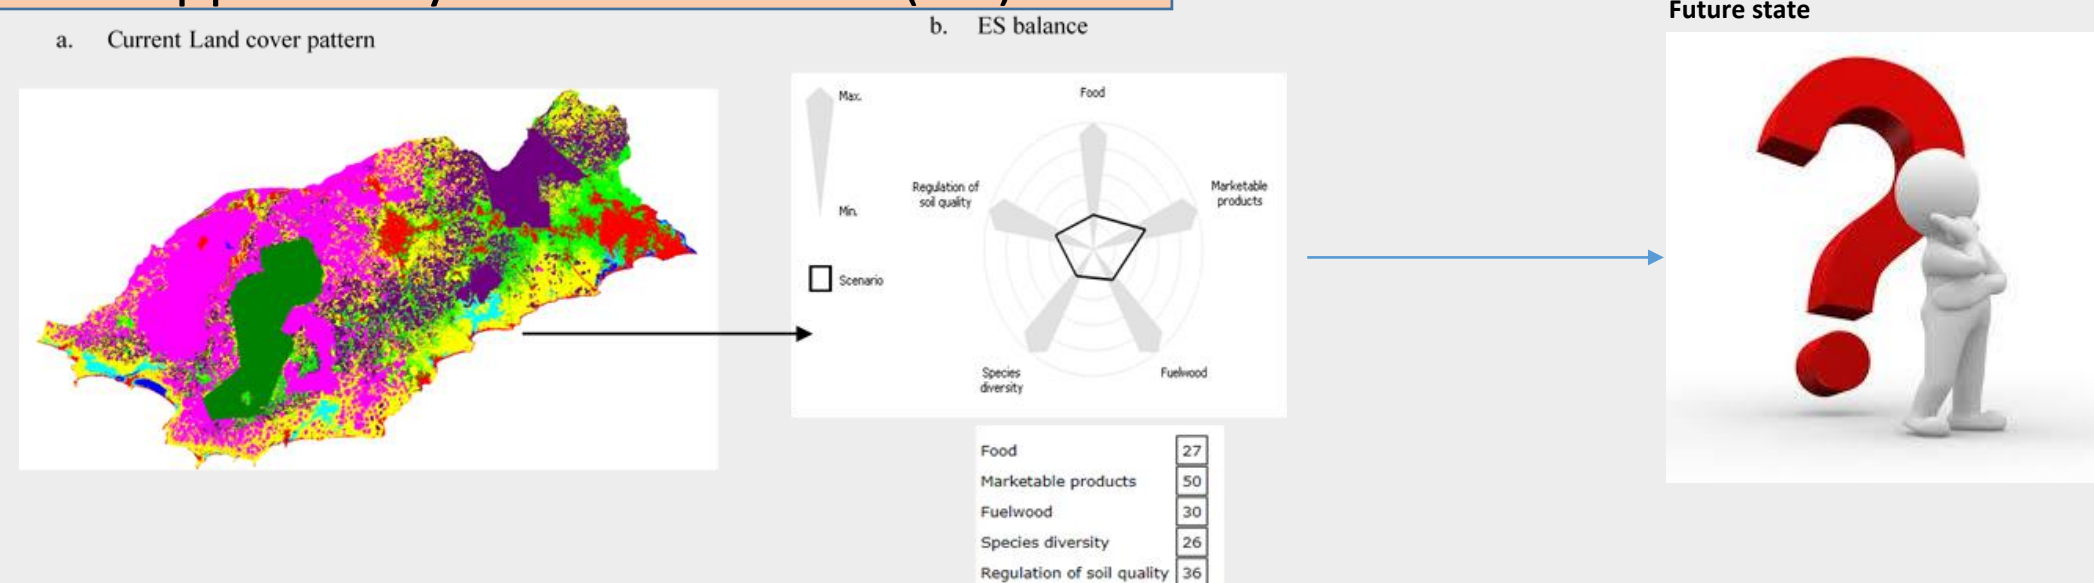 Future state
a. Current Land cover pattern
b. ES balance
Max.
Min.
Scenario
Food
Marketable
products
Fuelwood
Species
diversity
Regulation of
soil quality
Food 27
Marketable products 50
Fuelwood 30
Species diversity 26
Regulation of soil quality 36